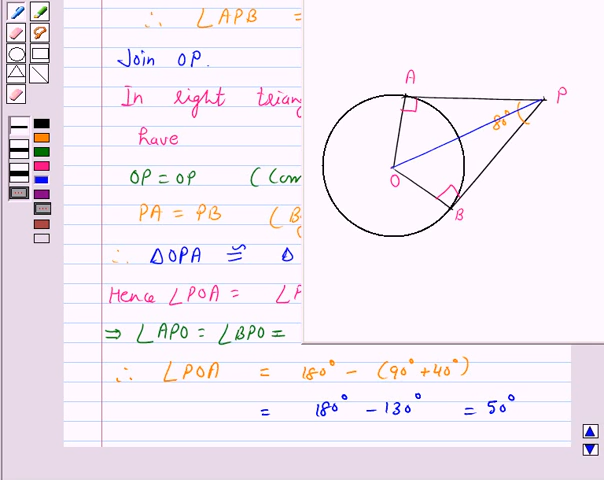 ∴ ∠APB =
Join OP.
In right trian
have
OP = OP (Com
PA = PB (B
∴ △OPA ≅ △
Hence ∠POA = ∠P
⇒ ∠APO = ∠BPO =
∴ ∠POA = 180° - (90° + 40°)
= 180° - 130° = 50°
A
P
80°
O
B